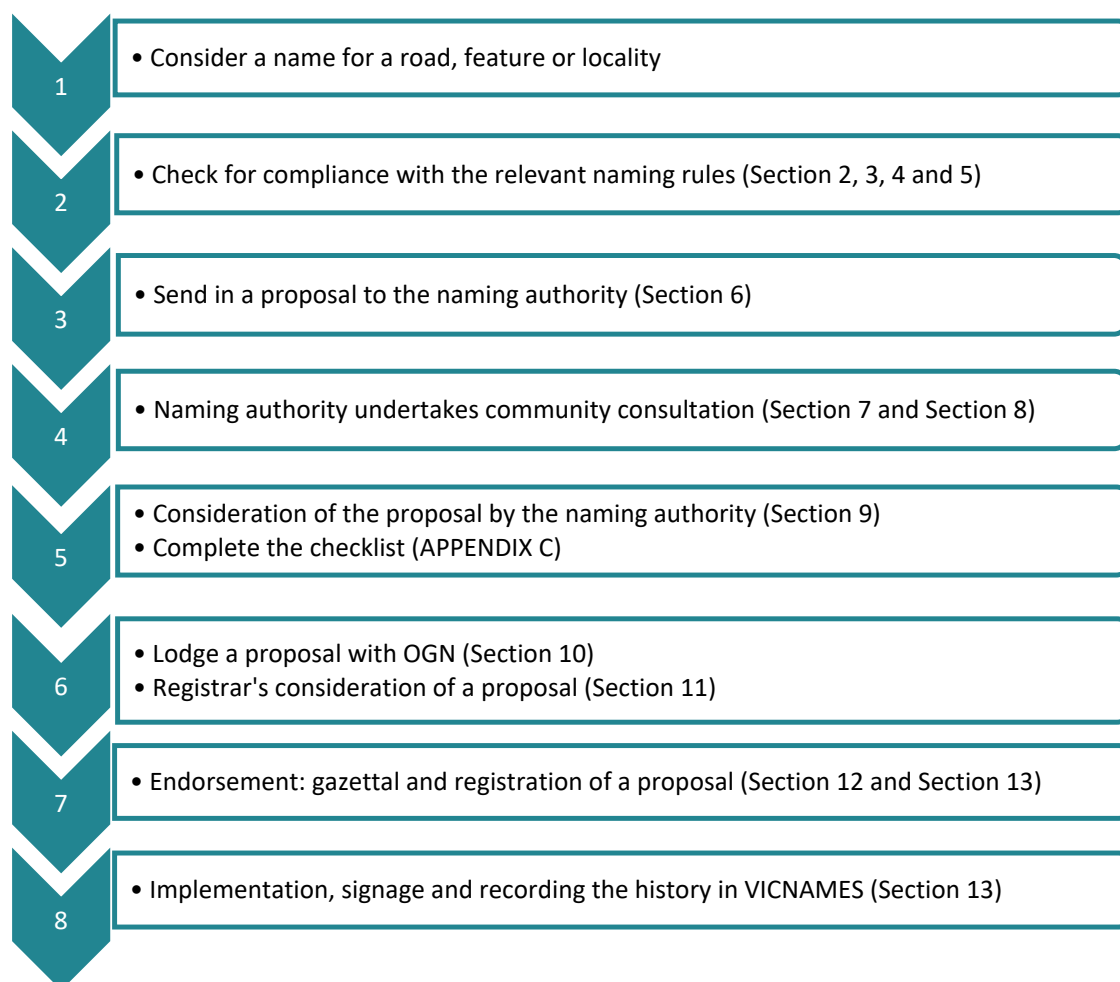 1
• Consider a name for a road, feature or locality
2
• Check for compliance with the relevant naming rules (Section 2, 3, 4 and 5)
3
• Send in a proposal to the naming authority (Section 6)
4
• Naming authority undertakes community consultation (Section 7 and Section 8)
5
• Consideration of the proposal by the naming authority (Section 9)
• Complete the checklist (APPENDIX C)
6
• Lodge a proposal with OGN (Section 10)
• Registrar's consideration of a proposal (Section 11)
7
• Endorsement: gazettal and registration of a proposal (Section 12 and Section 13)
8
• Implementation, signage and recording the history in VICNAMES (Section 13)